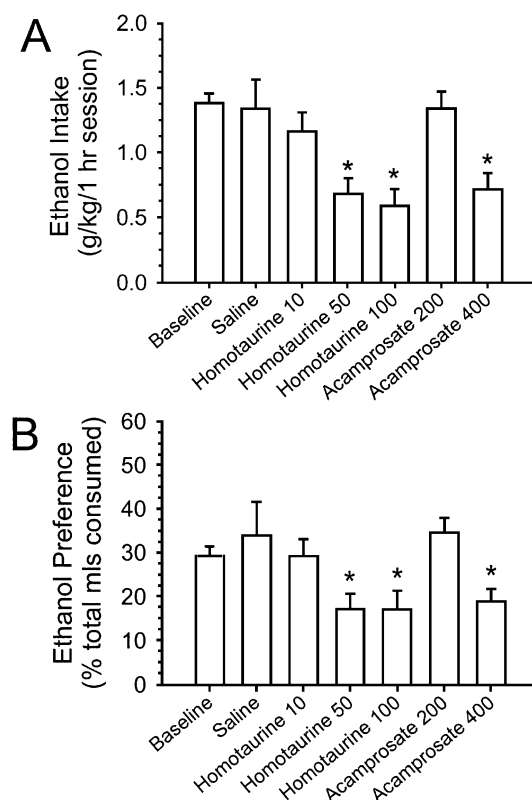 A
Ethanol Intake
(g/kg/1 hr session)
2.0
1.5
1.0
0.5
0.0
* * *
Baseline
Saline
Homotaurine 10
Homotaurine 50
Homotaurine 100
Acamprosate 200
Acamprosate 400
B
Ethanol Preference
(% total mls consumed)
60
50
40
30
20
10
0
* * *
Baseline
Saline
Homotaurine 10
Homotaurine 50
Homotaurine 100
Acamprosate 200
Acamprosate 400